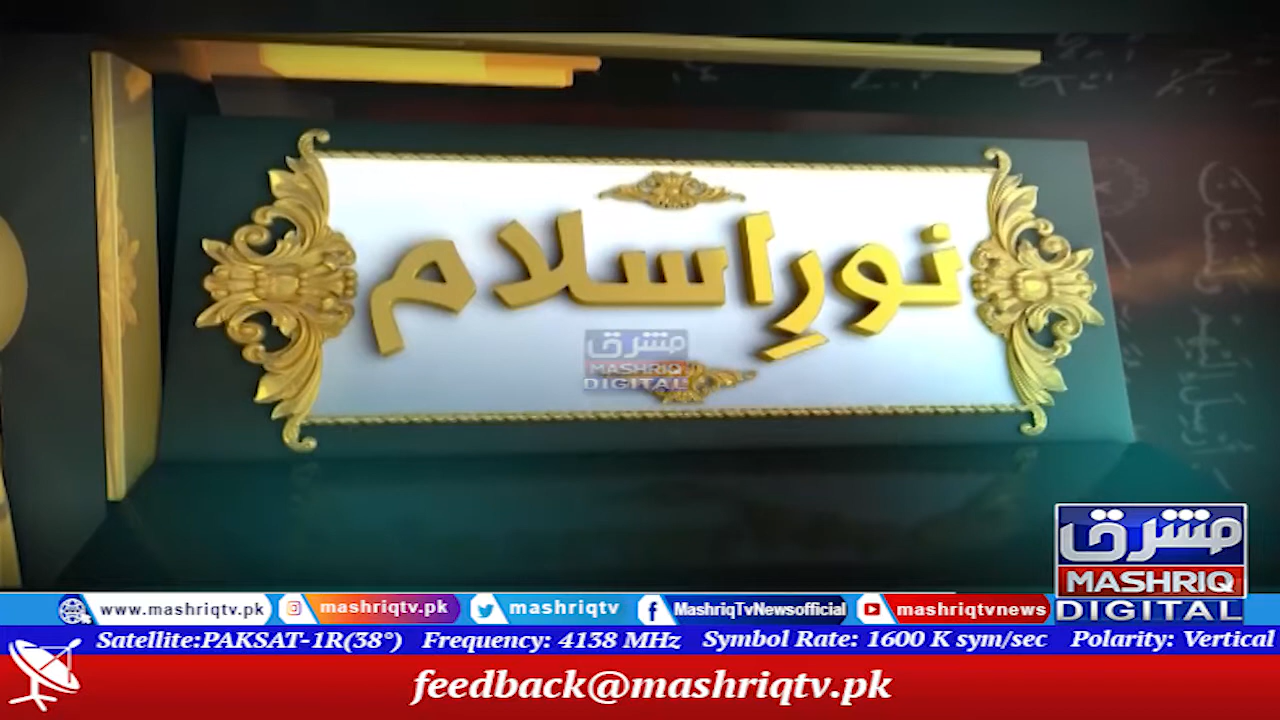 نورِ اسلام
مشرق
MASHRIQ
DIGITAL
مشرق
MASHRIQ
DIGITAL
www.mashriqtv.pk mashriqtv.pk mashriqtv MashriqTvNewsofficial mashriqtvnews
Satellite:PAKSAT-1R(38°) Frequency: 4138 MHz Symbol Rate: 1600 K sym/sec Polarity: Vertical
feedback@mashriqtv.pk